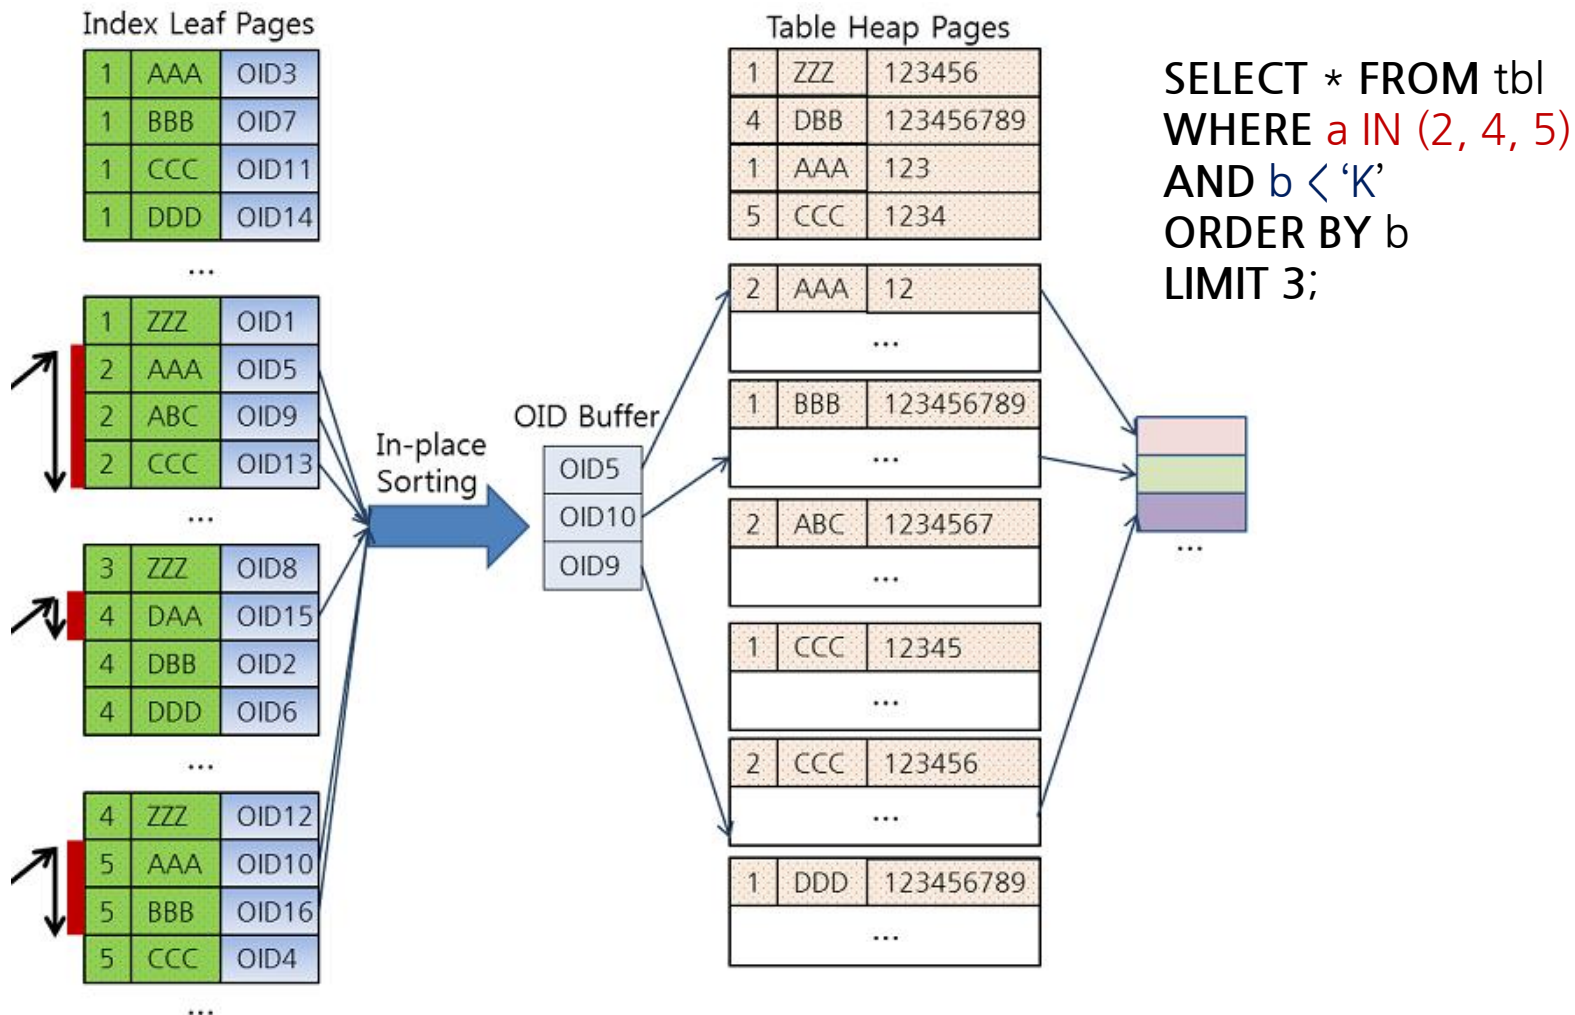 Index Leaf Pages
1 AAA OID3
1 BBB OID7
1 CCC OID11
1 DDD OID14
...
1 ZZZ OID1
2 AAA OID5
2 ABC OID9
2 CCC OID13
...
3 ZZZ OID8
4 DAA OID15
4 DBB OID2
4 DDD OID6
...
4 ZZZ OID12
5 AAA OID10
5 BBB OID16
5 CCC OID4
...
In-place
Sorting
OID Buffer
OID5
OID10
OID9
Table Heap Pages
1 ZZZ 123456
4 DBB 123456789
1 AAA 123
5 CCC 1234
2 AAA 12
...
1 BBB 123456789
...
2 ABC 1234567
...
1 CCC 12345
...
2 CCC 123456
...
1 DDD 123456789
...
...
SELECT * FROM tbl
WHERE a IN (2, 4, 5)
AND b < ‘K’
ORDER BY b
LIMIT 3;